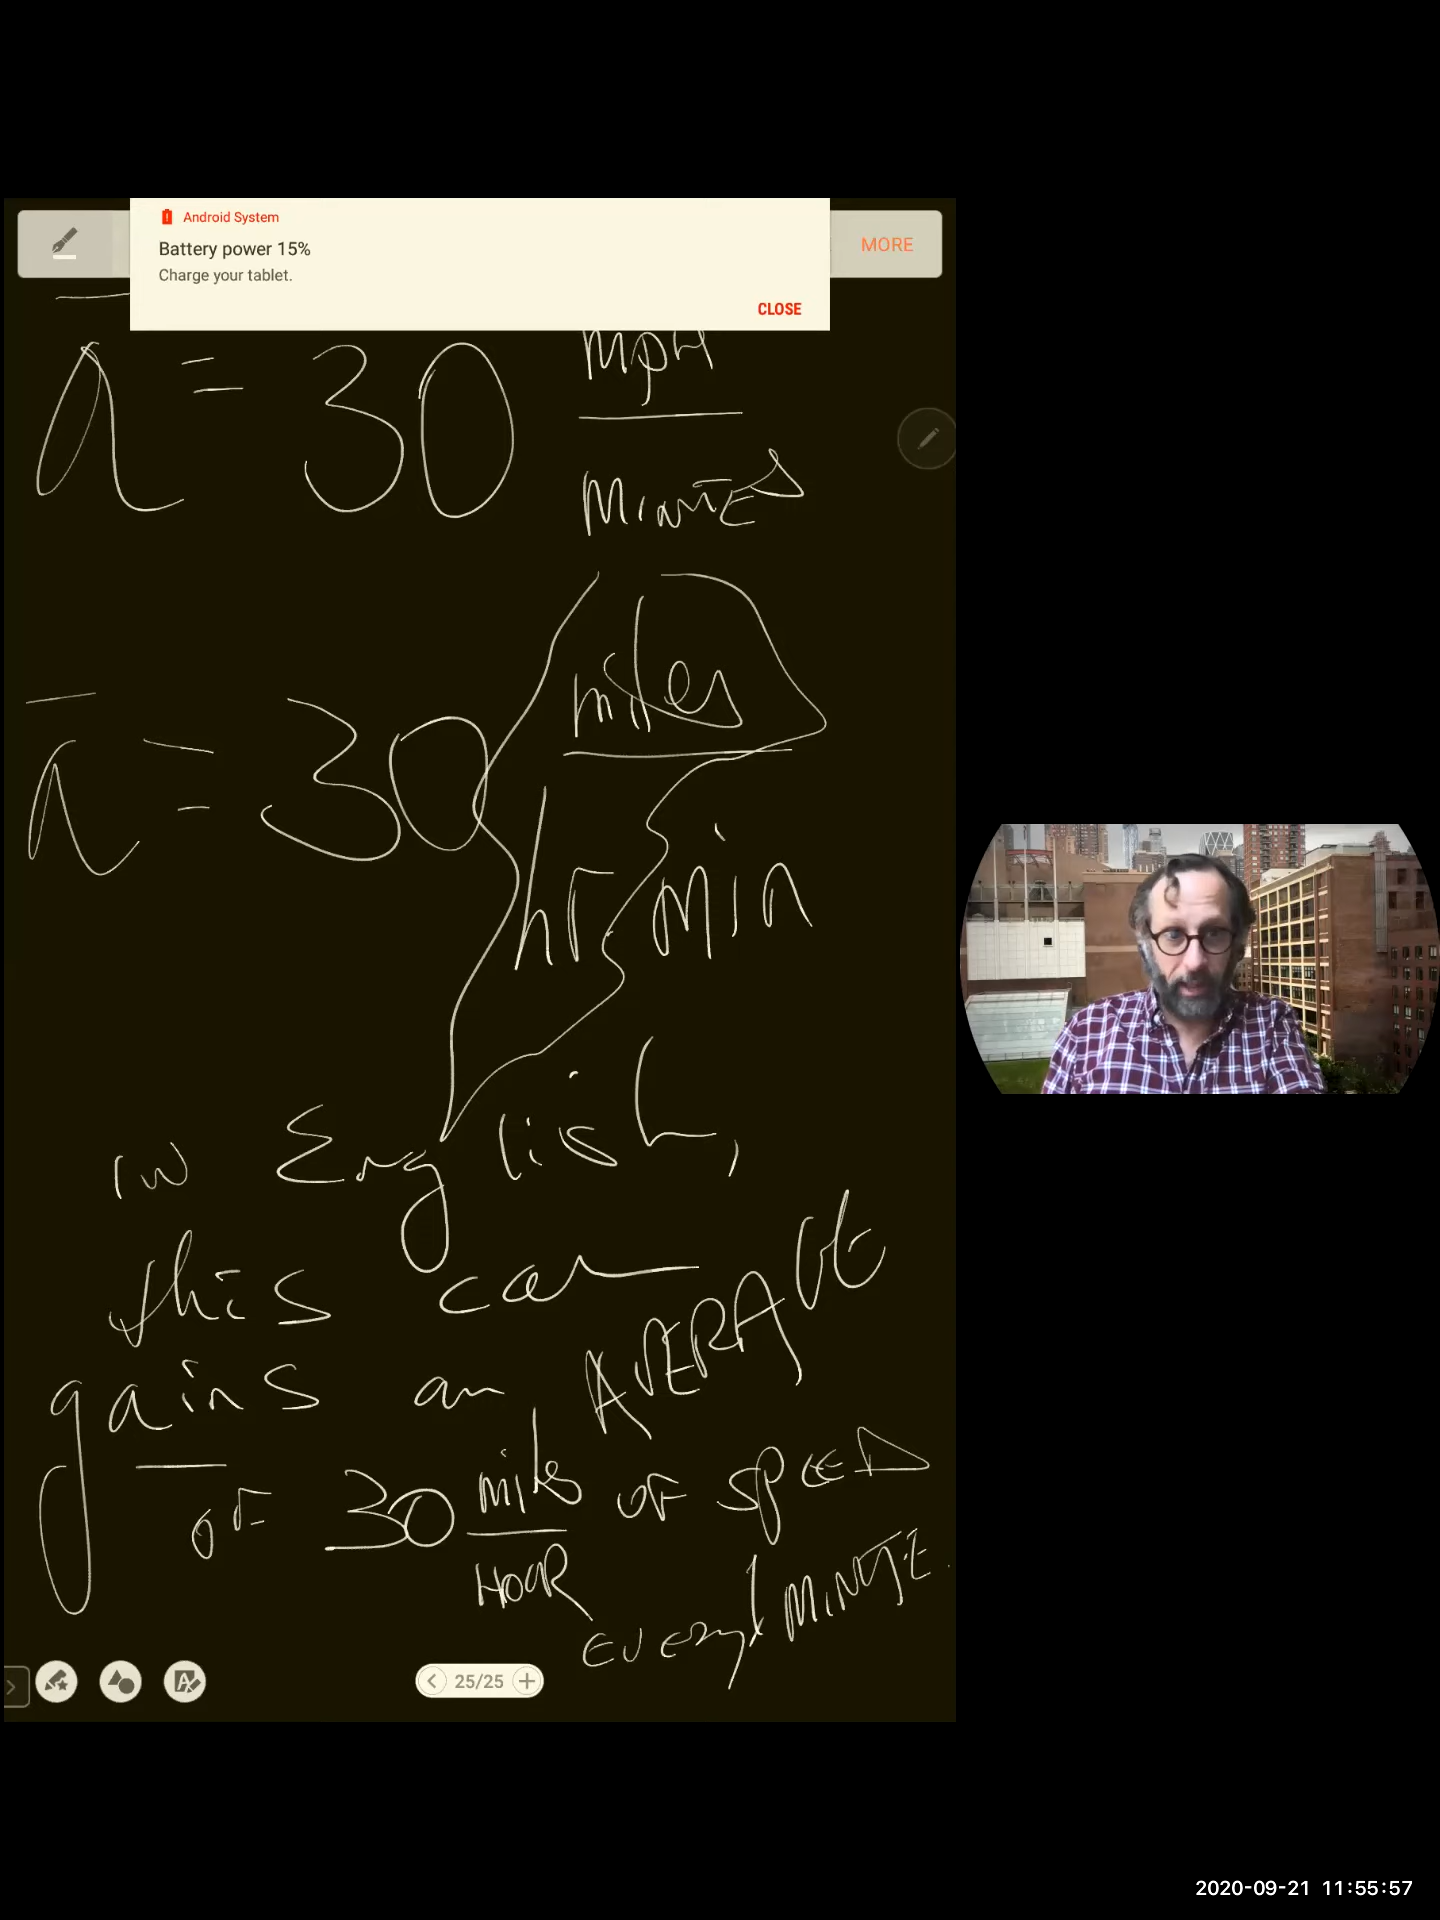 Android System
Battery power 15%
Charge your tablet.
CLOSE
MORE
a = 30 mph
MINUTES
a = 30 miles
hr min
in English,
this car
gains an AVERAGE
OF 30 miles OF SPEED
HOUR
EVERY MINUTE.
25/25
2020-09-21 11:55:57